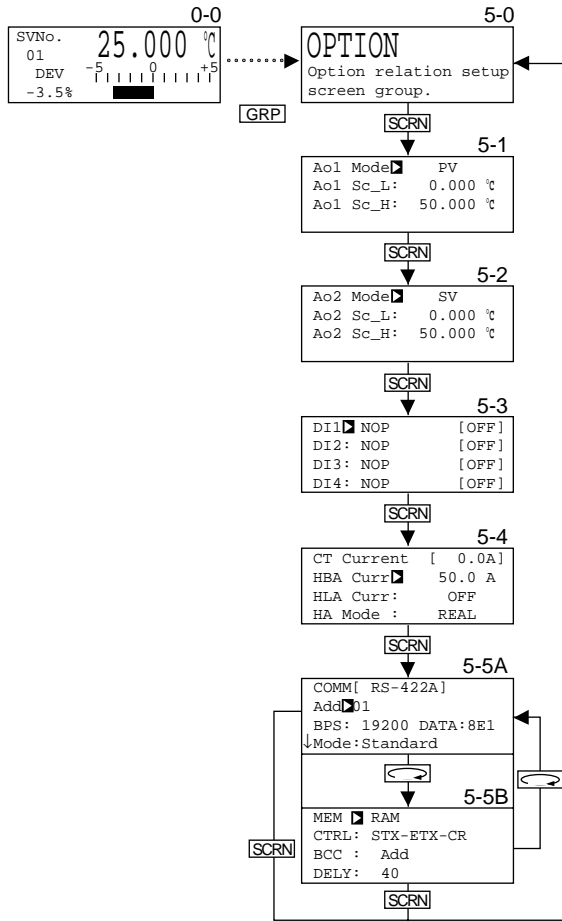 0-0
SVNo. 25.000 ℃
01
DEV -5 0 +5
-3.5%
GRP
5-0
OPTION
Option relation setup
screen group.
SCRN
5-1
Ao1 Mode PV
Ao1 Sc_L: 0.000 ℃
Ao1 Sc_H: 50.000 ℃
SCRN
5-2
Ao2 Mode SV
Ao2 Sc_L: 0.000 ℃
Ao2 Sc_H: 50.000 ℃
SCRN
5-3
DI1 NOP [OFF]
DI2: NOP [OFF]
DI3: NOP [OFF]
DI4: NOP [OFF]
SCRN
5-4
CT Current [ 0.0A]
HBA Curr 50.0 A
HLA Curr: OFF
HA Mode : REAL
SCRN
5-5A
COMM[ RS-422A]
Add 01
BPS: 19200 DATA:8E1
↓Mode:Standard
5-5B
MEM RAM
CTRL: STX-ETX-CR
BCC : Add
DELY: 40
SCRN
SCRN